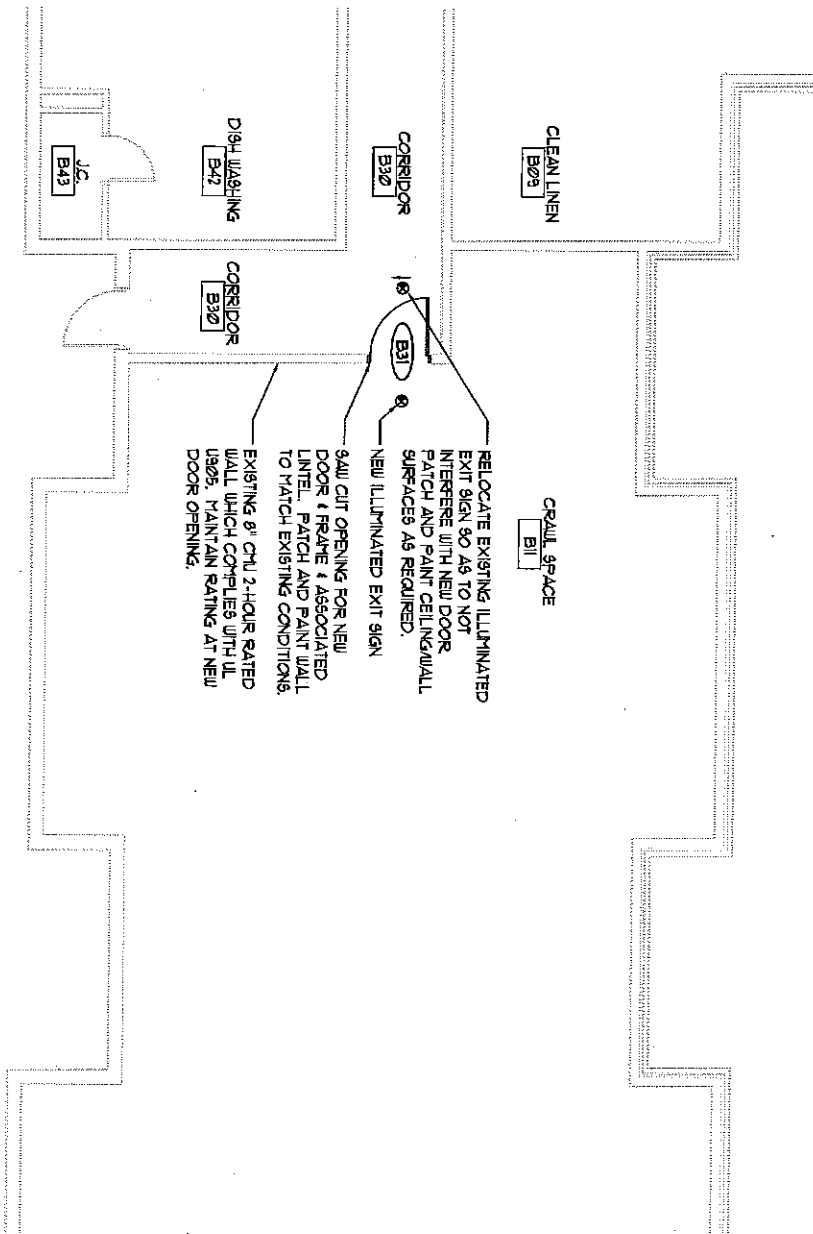 CLEAN LINEN
B09
CORRIDOR
B30
DISH WASHING
B42
J.C.
B43
CORRIDOR
B30
B31
CRAWL SPACE
B11
RELOCATE EXISTING ILLUMINATED
EXIT SIGN SO AS TO NOT
INTERFERE WITH NEW DOOR.
PATCH AND PAINT CEILING/WALL
SURFACES AS REQUIRED.
NEW ILLUMINATED EXIT SIGN
SAW CUT OPENING FOR NEW
DOOR & FRAME & ASSOCIATED
LINTEL. PATCH AND PAINT WALL
TO MATCH EXISTING CONDITIONS.
EXISTING 8" CMU 2-HOUR RATED
WALL WHICH COMPLIES WITH UL
U905. MAINTAIN RATING AT NEW
DOOR OPENING.